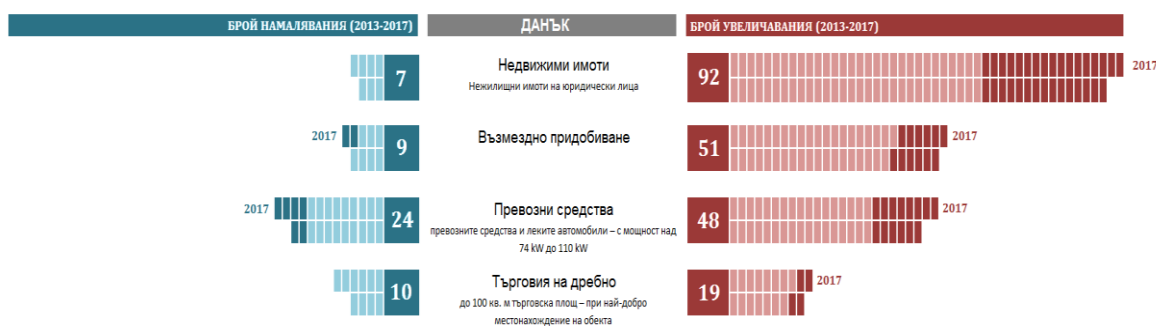 БРОЙ НАМАЛЯВАНИЯ (2013-2017)
ДАНЪК
БРОЙ УВЕЛИЧАВАНИЯ (2013-2017)
7
Недвижими имоти
Нежилищни имоти на юридически лица
92
2017
2017
9
Възмездно придобиване
51
2017
2017
24
Превозни средства
превозните средства и леките автомобили – с мощност над
74 kW до 110 kW
48
2017
10
Търговия на дребно
до 100 кв. м търговска площ – при най-добро
местонахождение на обекта
19
2017